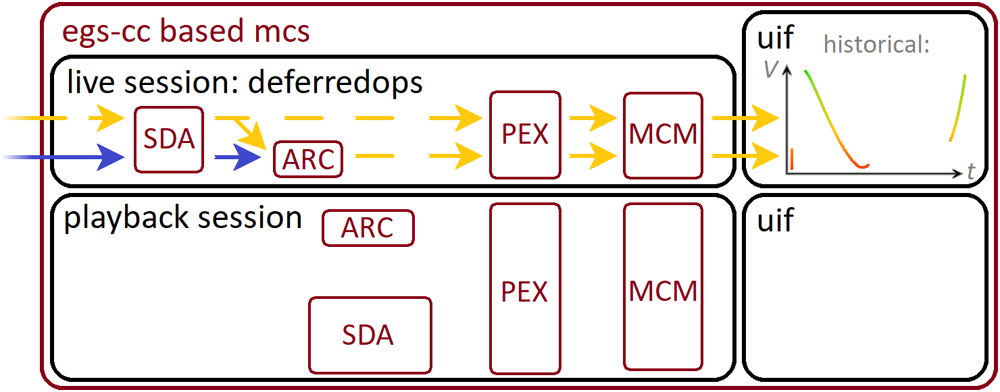 egs-cc based mcs
uif
historical:
live session: deferredops
V
SDA
ARC
PEX
MCM
t
playback session
uif
ARC
SDA
PEX
MCM